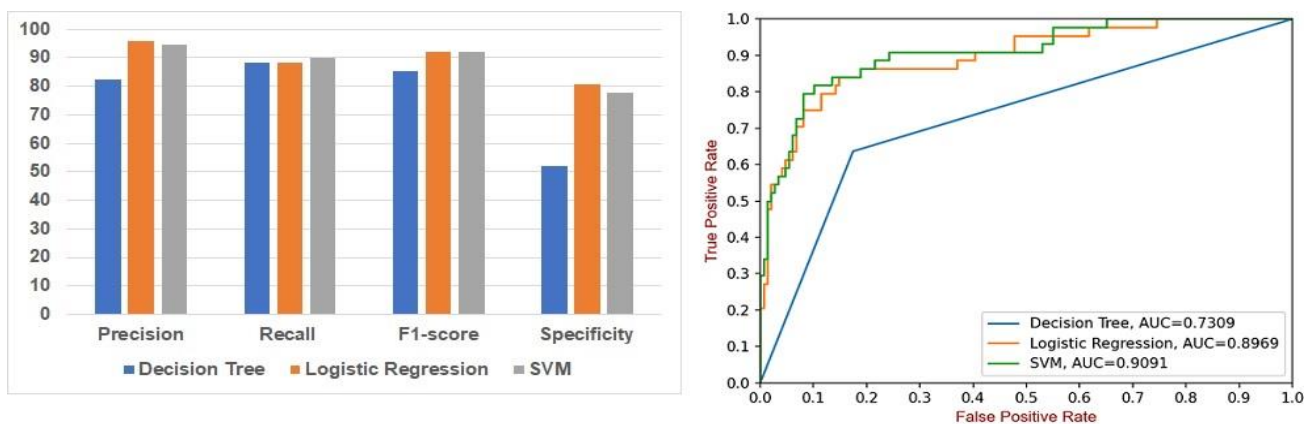 100
90
80
70
60
50
40
30
20
10
0
Precision Recall F1-score Specificity
Decision Tree Logistic Regression SVM
1.0
0.9
0.8
0.7
0.6
0.5
0.4
0.3
0.2
0.1
0.0
True Positive Rate
Decision Tree, AUC=0.7309
Logistic Regression, AUC=0.8969
SVM, AUC=0.9091
0.0 0.1 0.2 0.3 0.4 0.5 0.6 0.7 0.8 0.9 1.0
False Positive Rate